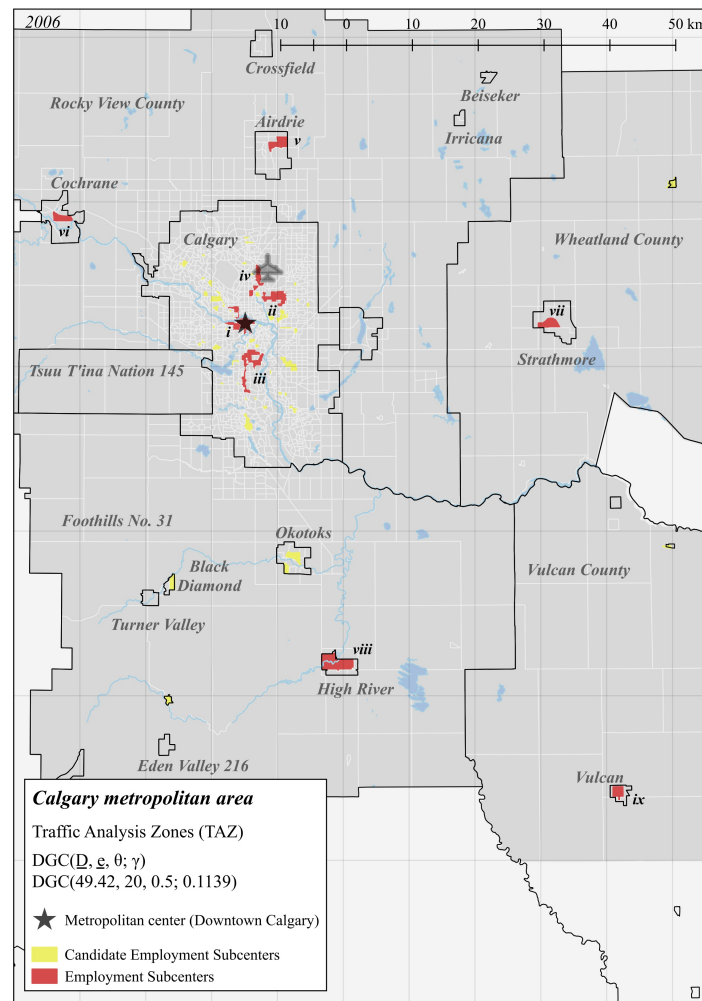 2006
10 0 10 20 30 40 50 km
Crossfield
Beiseker
Rocky View County
Airdrie
Irricana
v
Cochrane
vi
Calgary
Wheatland County
iv
ii
vii
i
Strathmore
Tsuu T'ina Nation 145
iii
Foothills No. 31
Okotoks
Black
Diamond
Vulcan County
Turner Valley
viii
High River
Eden Valley 216
Vulcan
ix
Calgary metropolitan area
Traffic Analysis Zones (TAZ)
DGC(D, e, θ; γ)
DGC(49.42, 20, 0.5; 0.1139)
Metropolitan center (Downtown Calgary)
Candidate Employment Subcenters
Employment Subcenters